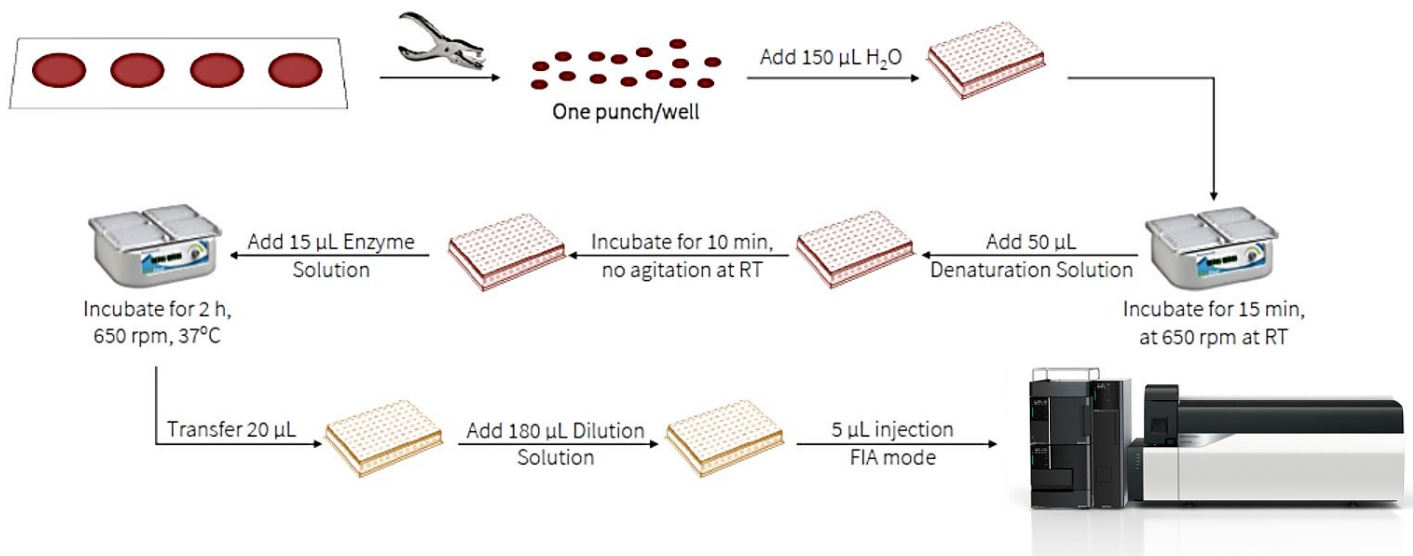 Add 150 µL H₂O
One punch/well
Add 15 µL Enzyme
Solution
Incubate for 10 min,
no agitation at RT
Add 50 µL
Denaturation Solution
Incubate for 2 h,
650 rpm, 37⁰C
Incubate for 15 min,
at 650 rpm at RT
Transfer 20 µL
Add 180 µL Dilution
Solution
5 µL injection
FIA mode